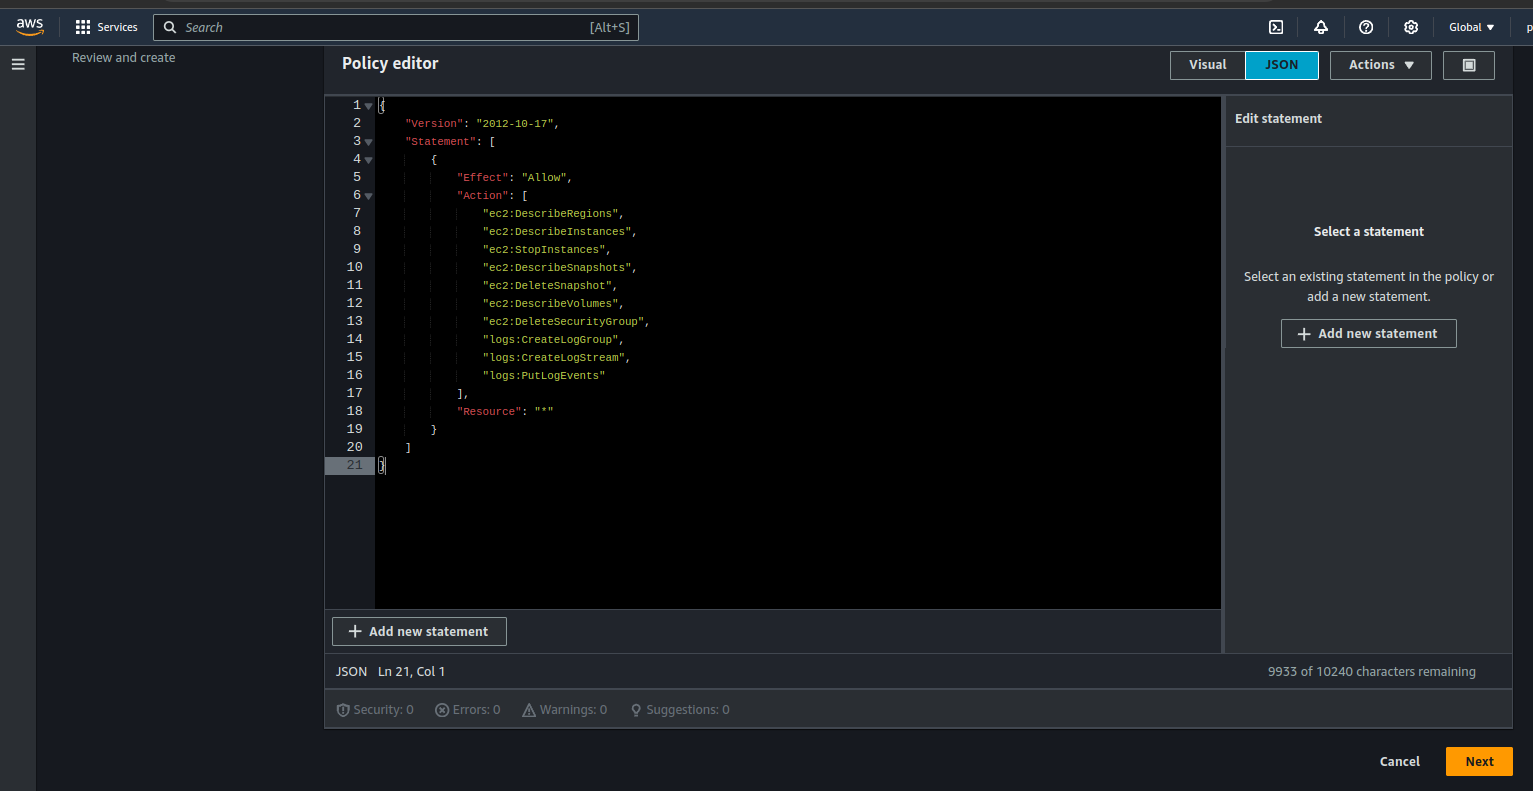 aws
Services
Search
[Alt+S]
Global
Review and create
Policy editor
Visual
JSON
Actions
1 {
2 "Version": "2012-10-17",
3 "Statement": [
4 {
5 "Effect": "Allow",
6 "Action": [
7 "ec2:DescribeRegions",
8 "ec2:DescribeInstances",
9 "ec2:StopInstances",
10 "ec2:DescribeSnapshots",
11 "ec2:DeleteSnapshot",
12 "ec2:DescribeVolumes",
13 "ec2:DeleteSecurityGroup",
14 "logs:CreateLogGroup",
15 "logs:CreateLogStream",
16 "logs:PutLogEvents"
17 ],
18 "Resource": "*"
19 }
20 ]
21 }
Edit statement
Select a statement
Select an existing statement in the policy or
add a new statement.
Add new statement
Add new statement
JSON Ln 21, Col 1
9933 of 10240 characters remaining
Security: 0
Errors: 0
Warnings: 0
Suggestions: 0
Cancel
Next